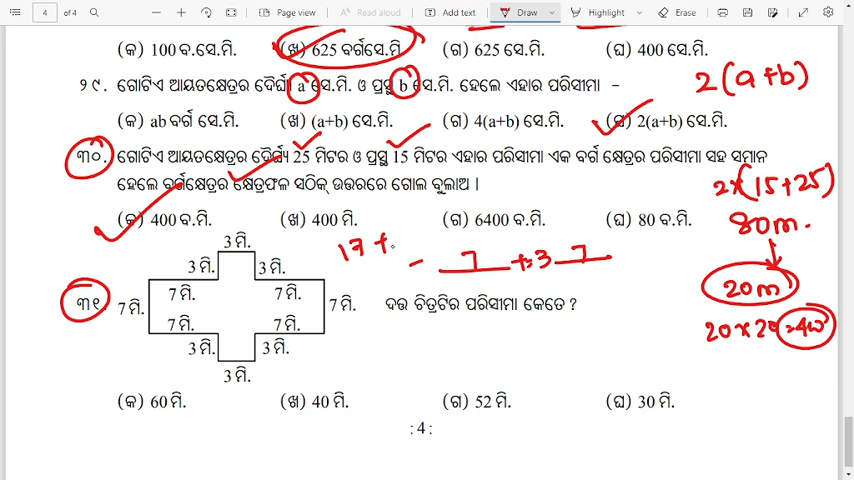 4 of 4 Page view Read aloud Add text Draw Highlight Erase
(କ) 100 ବ.ସେ.ମି. (ଖ) 625 ବର୍ଗସେ.ମି. (ଗ) 625 ସେ.ମି. (ଘ) 400 ସେ.ମି.
୨୯. ଗୋଟିଏ ଆୟତକ୍ଷେତ୍ରର ଦୈର୍ଘ୍ୟ a ସେ.ମି. ଓ ପ୍ରସ୍ଥ b ସେ.ମି. ହେଲେ ଏହାର ପରିସୀମା – 2(a+b)
(କ) ab ବର୍ଗ ସେ.ମି. (ଖ) (a+b) ସେ.ମି. (ଗ) 4(a+b) ସେ.ମି. (ଘ) 2(a+b) ସେ.ମି.
୩୦. ଗୋଟିଏ ଆୟତକ୍ଷେତ୍ରର ଦୈର୍ଘ୍ୟ 25 ମିଟର ଓ ପ୍ରସ୍ଥ 15 ମିଟର ଏହାର ପରିସୀମା ଏକ ବର୍ଗ କ୍ଷେତ୍ରର ପରିସୀମା ସହ ସମାନ
ହେଲେ ବର୍ଗକ୍ଷେତ୍ରର କ୍ଷେତ୍ରଫଳ ସଠିକ୍ ଉତ୍ତରରେ ଗୋଲ ବୁଲାଅ । 2×(15+25)
(କ) 400 ବ.ମି. (ଖ) 400 ମି. (ଗ) 6400 ବ.ମି. (ଘ) 80 ବ.ମି. 80m.
3 ମି. 17 +
3 ମି. 3 ମି. – 7 +3 7
7 ମି. 7 ମି. 20m
୩୧. 7 ମି. 7 ମି. ଦତ୍ତ ଚିତ୍ରଟିର ପରିସୀମା କେତେ ?
7 ମି. 7 ମି. 20×20 =400
3 ମି. 3 ମି.
3 ମି.
(କ) 60 ମି. (ଖ) 40 ମି. (ଗ) 52 ମି. (ଘ) 30 ମି.
: 4 :